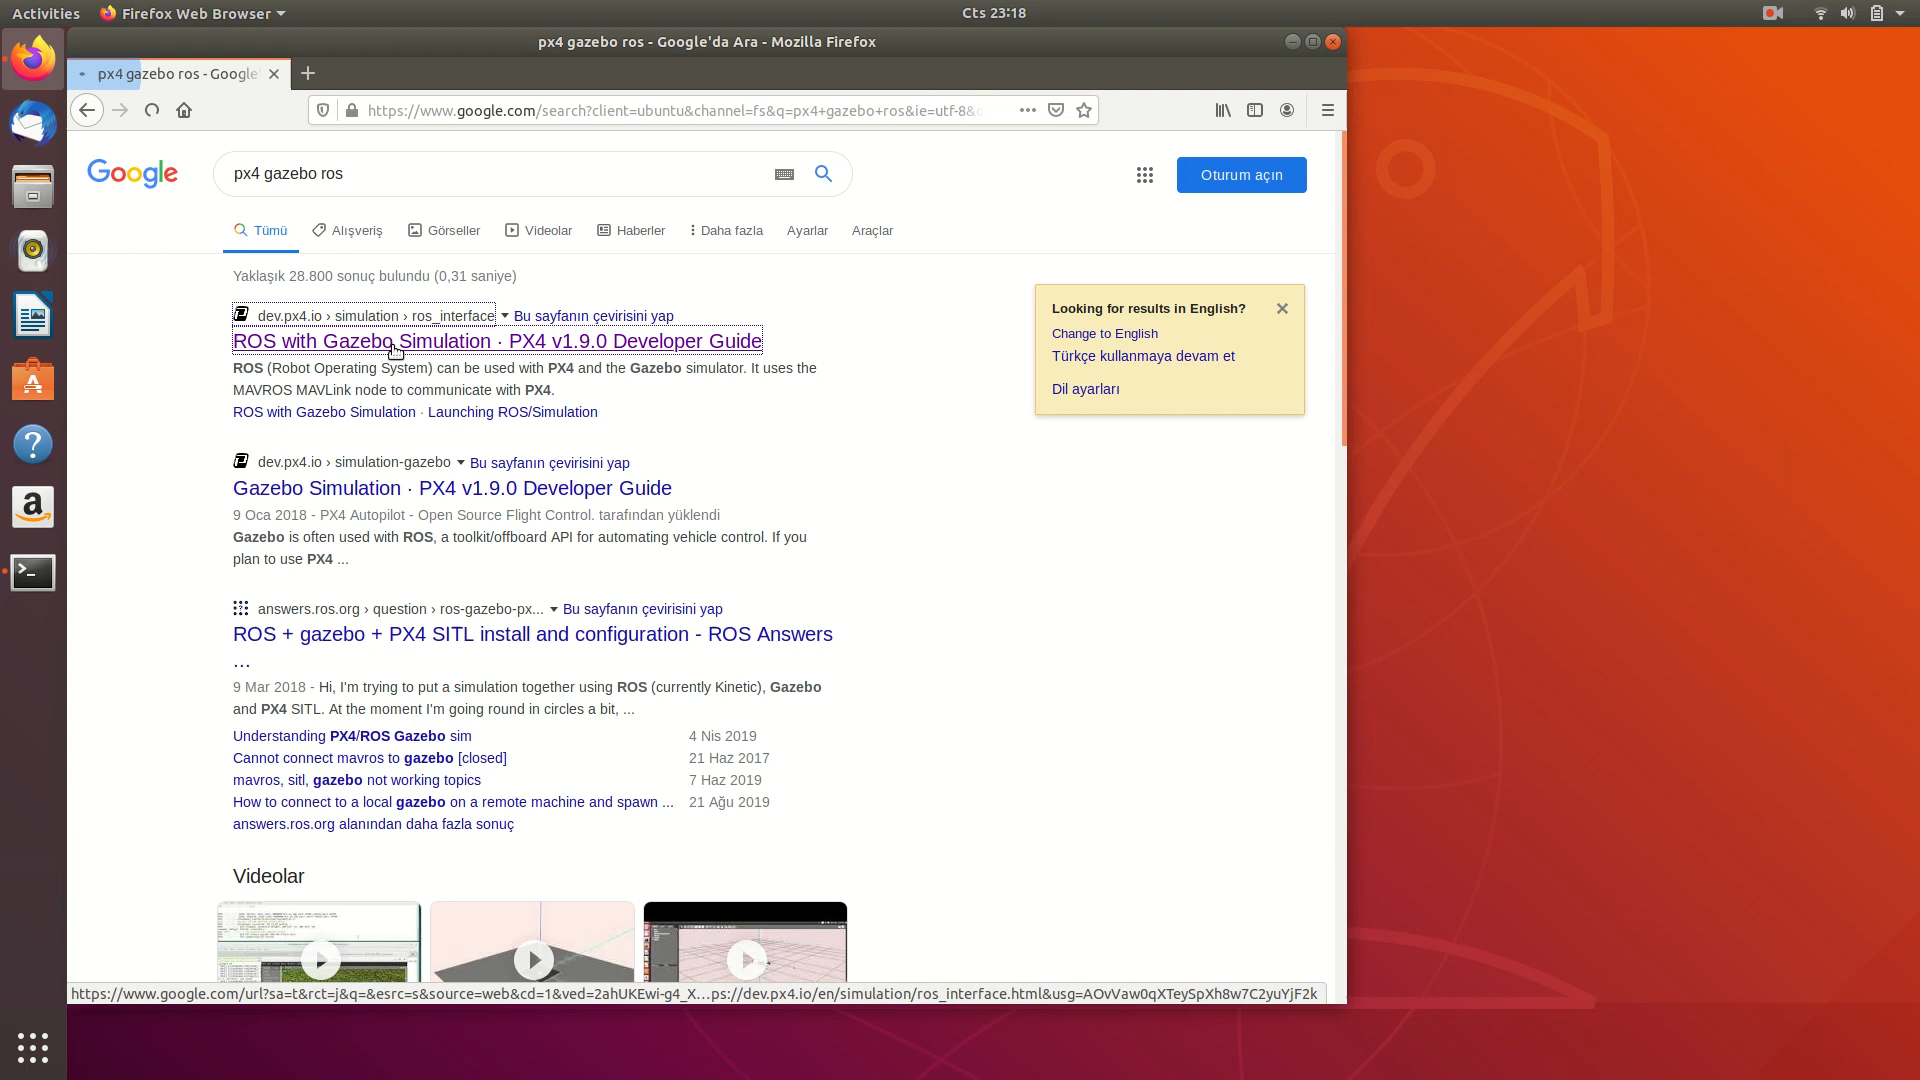 Activities Firefox Web Browser Cts 23:18
px4 gazebo ros - Google'da Ara - Mozilla Firefox
px4 gazebo ros - Google'
https://www.google.com/search?client=ubuntu&channel=fs&q=px4+gazebo+ros&ie=utf-8&o
Google px4 gazebo ros Oturum açın
Tümü Alışveriş Görseller Videolar Haberler Daha fazla Ayarlar Araçlar
Yaklaşık 28.800 sonuç bulundu (0,31 saniye)
dev.px4.io › simulation › ros_interface Bu sayfanın çevirisini yap
ROS with Gazebo Simulation · PX4 v1.9.0 Developer Guide
ROS (Robot Operating System) can be used with PX4 and the Gazebo simulator. It uses the
MAVROS MAVLink node to communicate with PX4.
ROS with Gazebo Simulation · Launching ROS/Simulation
Looking for results in English?
Change to English
Türkçe kullanmaya devam et
Dil ayarları
dev.px4.io › simulation-gazebo Bu sayfanın çevirisini yap
Gazebo Simulation · PX4 v1.9.0 Developer Guide
9 Oca 2018 - PX4 Autopilot - Open Source Flight Control. tarafından yüklendi
Gazebo is often used with ROS, a toolkit/offboard API for automating vehicle control. If you
plan to use PX4 ...
answers.ros.org › question › ros-gazebo-px... Bu sayfanın çevirisini yap
ROS + gazebo + PX4 SITL install and configuration - ROS Answers
...
9 Mar 2018 - Hi, I'm trying to put a simulation together using ROS (currently Kinetic), Gazebo
and PX4 SITL. At the moment I'm going round in circles a bit, ...
Understanding PX4/ROS Gazebo sim 4 Nis 2019
Cannot connect mavros to gazebo [closed] 21 Haz 2017
mavros, sitl, gazebo not working topics 7 Haz 2019
How to connect to a local gazebo on a remote machine and spawn ... 21 Ağu 2019
answers.ros.org alanından daha fazla sonuç
Videolar
https://www.google.com/url?sa=t&rct=j&q=&esrc=s&source=web&cd=1&ved=2ahUKEwi-g4_X...ps://dev.px4.io/en/simulation/ros_interface.html&usg=AOvVaw0qXTeySpXh8w7C2yuYjF2k